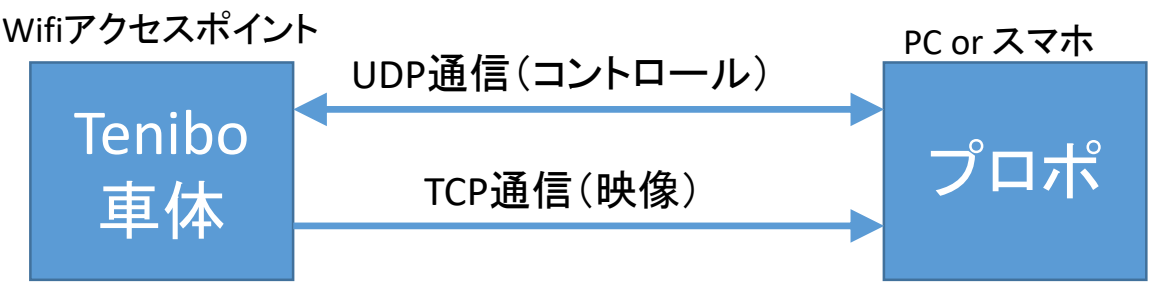 Wifiアクセスポイント
PC or スマホ
UDP通信（コントロール）
Tenibo
車体
プロポ
TCP通信（映像）